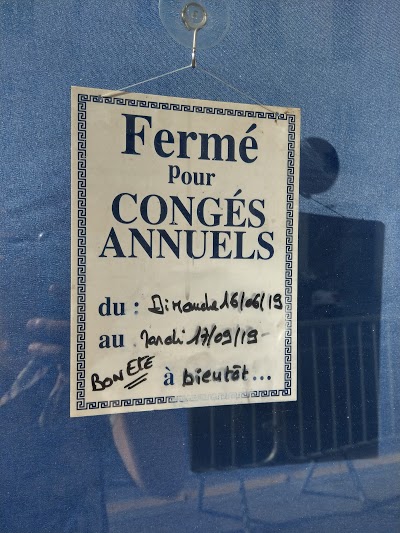 Fermé
Pour
CONGÉS
ANNUELS
du : Dimanche 16/06/19
au Mardi 17/09/19-
BON ETE à bientôt...